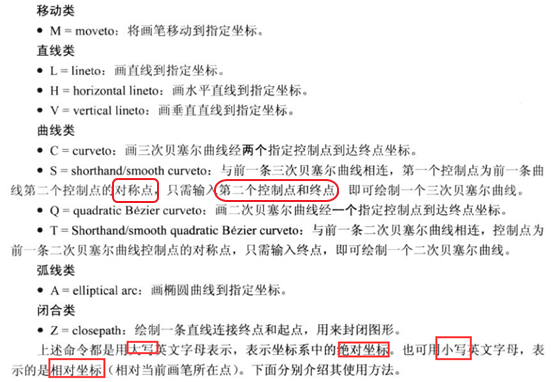 移动类
● M = moveto：将画笔移动到指定坐标。
直线类
● L = lineto：画直线到指定坐标。
● H = horizontal lineto：画水平直线到指定坐标。
● V = vertical lineto：画垂直直线到指定坐标。
曲线类
● C = curveto：画三次贝塞尔曲线经两个指定控制点到达终点坐标。
● S = shorthand/smooth curveto：与前一条三次贝塞尔曲线相连，第一个控制点为前一条曲
线第二个控制点的对称点，只需输入第二个控制点和终点，即可绘制一个三次贝塞尔曲线。
● Q = quadratic Bézier curveto：画二次贝塞尔曲线经一个指定控制点到达终点坐标。
● T = Shorthand/smooth quadratic Bézier curveto：与前一条二次贝塞尔曲线相连，控制点为
前一条二次贝塞尔曲线控制点的对称点，只需输入终点，即可绘制一个二次贝塞尔曲线。
弧线类
● A = elliptical arc：画椭圆曲线到指定坐标。
闭合类
● Z = closepath：绘制一条直线连接终点和起点，用来封闭图形。
上述命令都是用大写英文字母表示，表示坐标系中的绝对坐标。也可用小写英文字母，表
示的是相对坐标（相对当前画笔所在点）。下面分别介绍其使用方法。